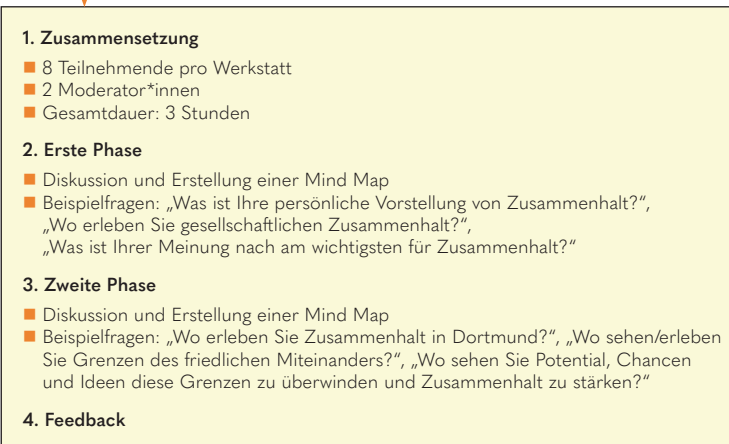 1. Zusammensetzung
■ 8 Teilnehmende pro Werkstatt
■ 2 Moderator*innen
■ Gesamtdauer: 3 Stunden
2. Erste Phase
■ Diskussion und Erstellung einer Mind Map
■ Beispielfragen: „Was ist Ihre persönliche Vorstellung von Zusammenhalt?“,
„Wo erleben Sie gesellschaftlichen Zusammenhalt?“,
„Was ist Ihrer Meinung nach am wichtigsten für Zusammenhalt?“
3. Zweite Phase
■ Diskussion und Erstellung einer Mind Map
■ Beispielfragen: „Wo erleben Sie Zusammenhalt in Dortmund?“, „Wo sehen/erleben
Sie Grenzen des friedlichen Miteinanders?“, „Wo sehen Sie Potential, Chancen
und Ideen diese Grenzen zu überwinden und Zusammenhalt zu stärken?“
4. Feedback